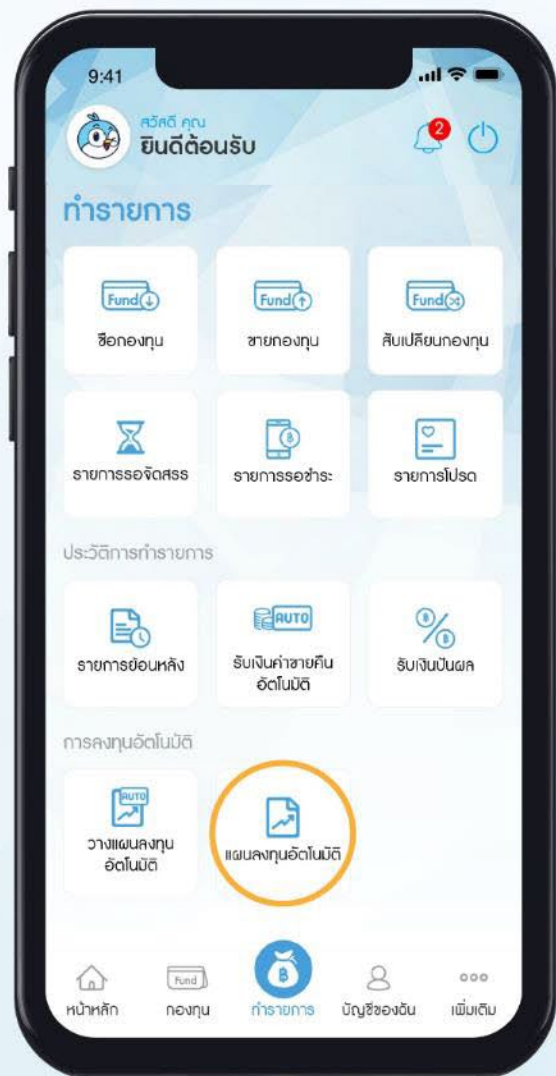 9:41
สวัสดี คุณ
ยินดีต้อนรับ
2
ทำรายการ
Fund
Fund
Fund
ซื้อกองทุน
ขายกองทุน
สับเปลี่ยนกองทุน
รายการรอจัดสรร
รายการรอชำระ
รายการโปรด
ประวัติการทำรายการ
AUTO
รายการย้อนหลัง
รับเงินค่าขายคืน
อัตโนมัติ
รับเงินปันผล
การลงทุนอัตโนมัติ
AUTO
วางแผนลงทุน
อัตโนมัติ
แผนลงทุนอัตโนมัติ
Fund
หน้าหลัก
กองทุน
ทำรายการ
บัญชีของฉัน
เพิ่มเติม